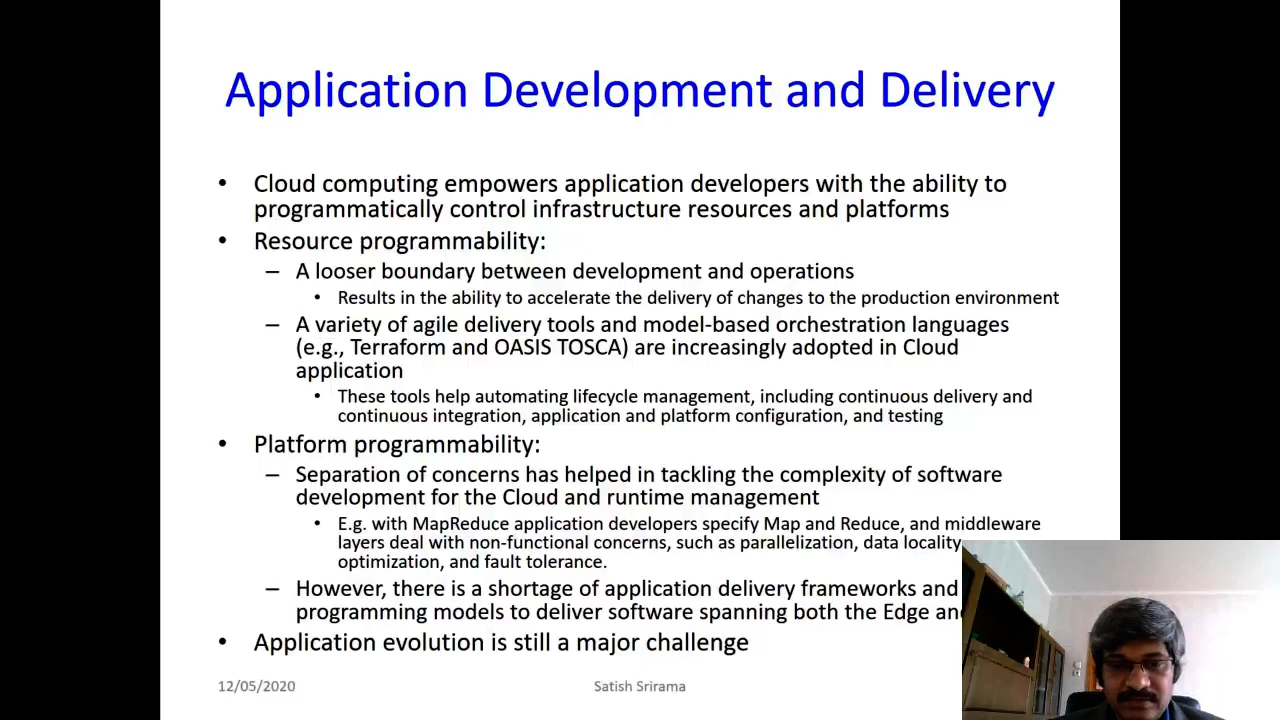 Application Development and Delivery
• Cloud computing empowers application developers with the ability to
programmatically control infrastructure resources and platforms
• Resource programmability:
– A looser boundary between development and operations
• Results in the ability to accelerate the delivery of changes to the production environment
– A variety of agile delivery tools and model-based orchestration languages
(e.g., Terraform and OASIS TOSCA) are increasingly adopted in Cloud
application
• These tools help automating lifecycle management, including continuous delivery and
continuous integration, application and platform configuration, and testing
• Platform programmability:
– Separation of concerns has helped in tackling the complexity of software
development for the Cloud and runtime management
• E.g. with MapReduce application developers specify Map and Reduce, and middleware
layers deal with non-functional concerns, such as parallelization, data locality
optimization, and fault tolerance.
– However, there is a shortage of application delivery frameworks and
programming models to deliver software spanning both the Edge and
• Application evolution is still a major challenge
12/05/2020
Satish Srirama